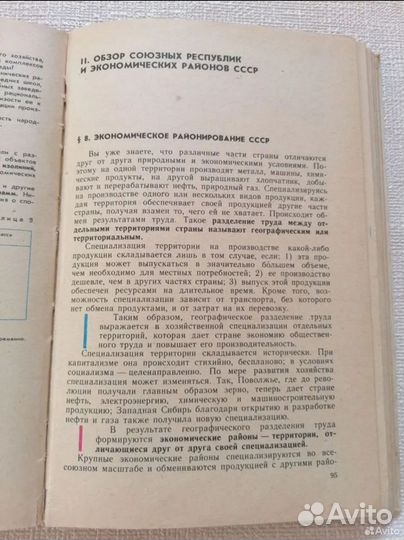 II. ОБЗОР СОЮЗНЫХ РЕСПУБЛИК
И ЭКОНОМИЧЕСКИХ РАЙОНОВ СССР
§ 8. ЭКОНОМИЧЕСКОЕ РАЙОНИРОВАНИЕ СССР
Вы уже знаете, что различные части страны отличаются
друг от друга природными и экономическими условиями. По-
этому на одной территории производят металл, машины, хими-
ческие продукты, на другой выращивают хлопчатник, добы-
вают и перерабатывают нефть, природный газ. Специализируясь
на производстве одного или нескольких видов продукции, каж-
дая территория обеспечивает своей продукцией другие части
страны, получая взамен то, чего ей не хватает. Происходит об-
мен результатами труда. Такое разделение труда между от-
дельными территориями страны называют географическим или
территориальным.
Специализация территории на производстве какой-либо
продукции складывается лишь в том случае, если: 1) эта про-
дукция может выпускаться в значительно большем объеме,
чем необходимо для местных потребностей; 2) ее производство
дешевле, чем в других частях страны; 3) выпуск этой продукции
обеспечен ресурсами на длительное время. Кроме того, воз-
можность специализации зависит от транспорта, без которого
нет обмена продуктами, и от затрат на их перевозку.
Таким образом, географическое разделение труда
выражается в хозяйственной специализации отдельных
территорий, которая дает стране экономию обществен-
ного труда и повышает его производительность.
Специализация территории складывается исторически. При
капитализме она происходит стихийно, беспланово; в условиях
социализма — целенаправленно. По мере развития хозяйства
специализация может изменяться. Так, Поволжье, где до ре-
волюции получали главным образом зерно, теперь дает стране
нефть, электроэнергию, химическую и машиностроительную
продукцию; Западная Сибирь благодаря открытию и разработке
нефти и газа также получила новую специализацию.
В результате географического разделения труда
формируются экономические районы — территории, от-
личающиеся друг от друга своей специализацией.
Крупные экономические районы специализируются во все-
союзном масштабе и обмениваются продукцией с другими райо-
95
Avito